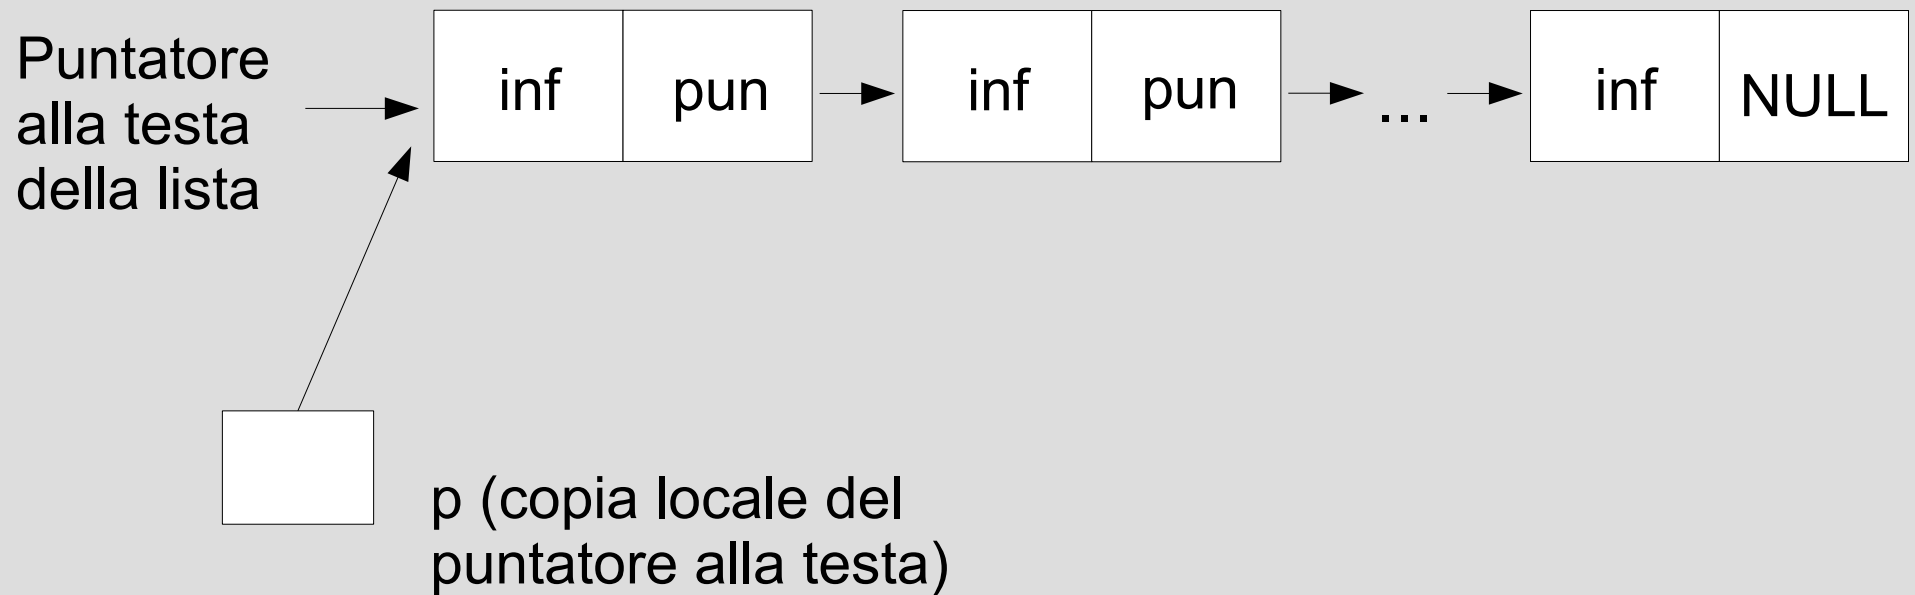 Puntatore
alla testa
della lista
inf pun inf pun ... inf NULL
p (copia locale del
puntatore alla testa)